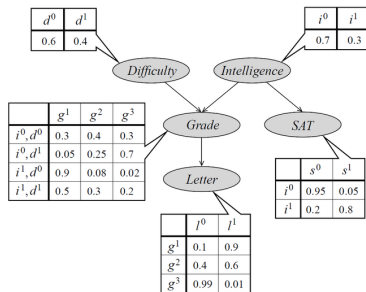 d⁰ d¹
0.6 0.4
i⁰ i¹
0.7 0.3
Difficulty
Intelligence
g¹ g² g³
i⁰, d⁰ 0.3 0.4 0.3
i⁰, d¹ 0.05 0.25 0.7
i¹, d⁰ 0.9 0.08 0.02
i¹, d¹ 0.5 0.3 0.2
Grade
SAT
s⁰ s¹
i⁰ 0.95 0.05
i¹ 0.2 0.8
Letter
l⁰ l¹
g¹ 0.1 0.9
g² 0.4 0.6
g³ 0.99 0.01